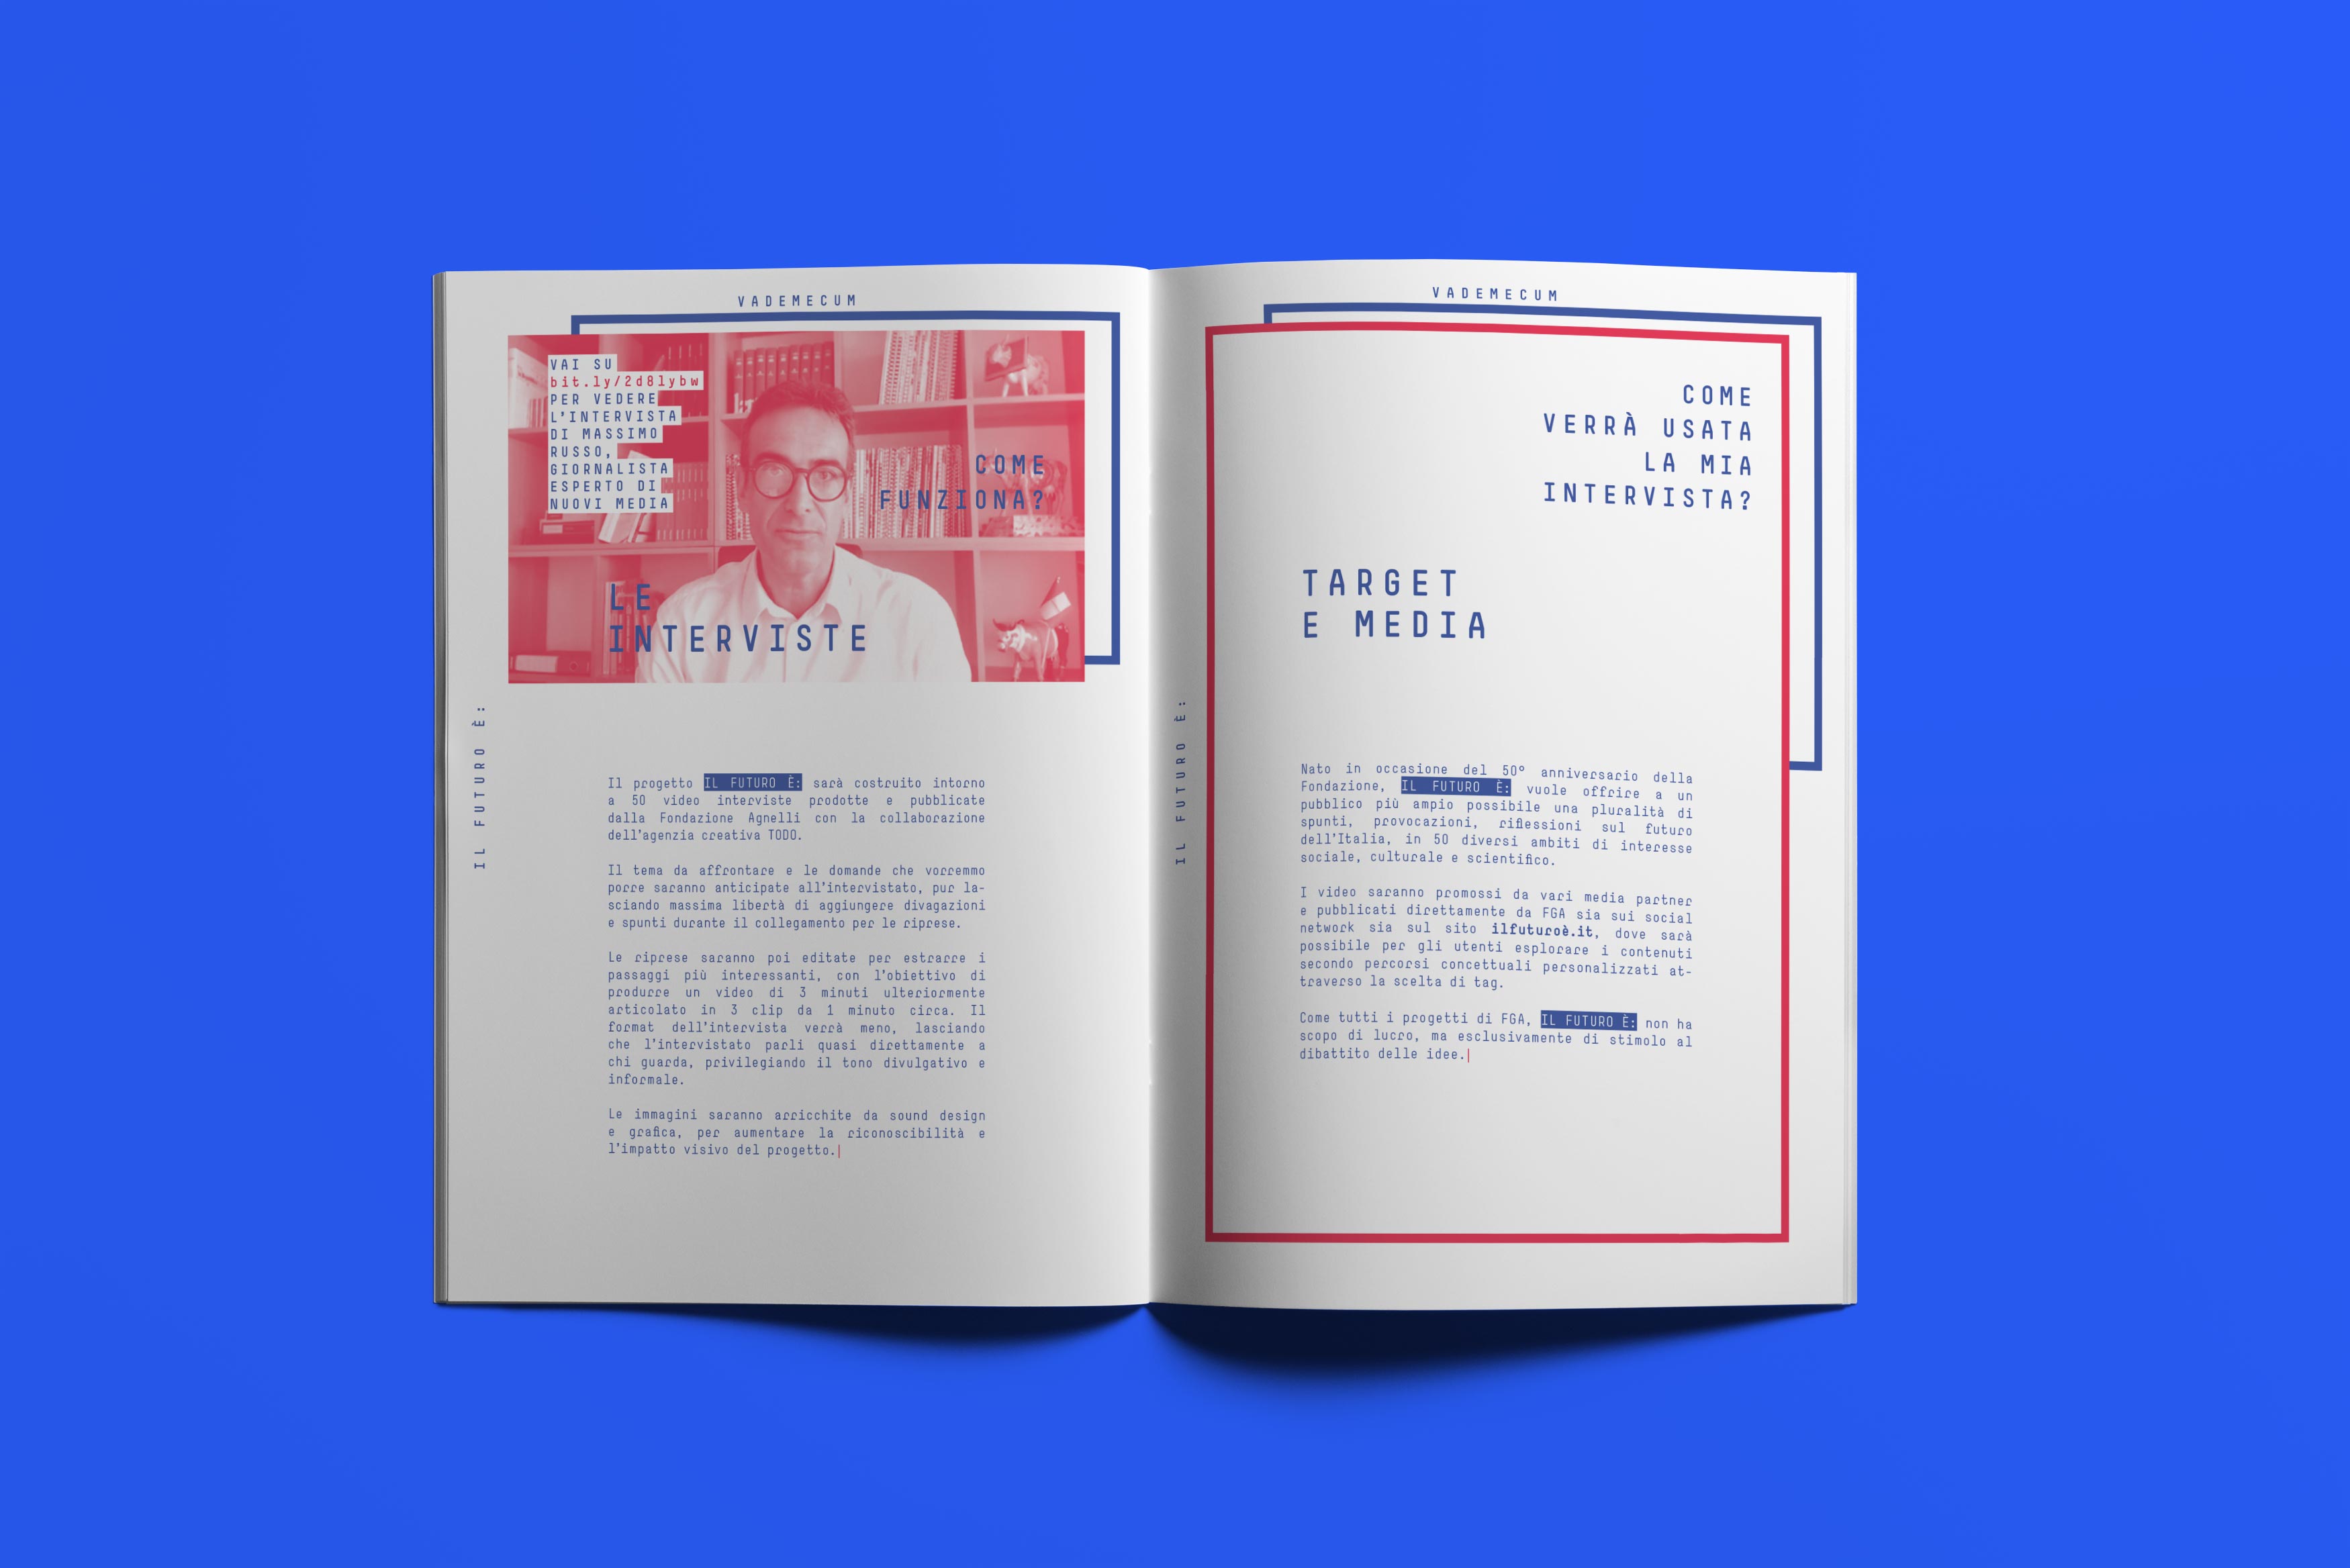 VADEMECUM
VAI SU
bit.ly/2d8lybw
PER VEDERE
L'INTERVISTA
DI MASSIMO
RUSSO,
GIORNALISTA
ESPERTO DI
NUOVI MEDIA
COME
FUNZIONA?
LE
INTERVISTE
IL FUTURO È:
Il progetto IL FUTURO È: sarà costruito intorno
a 50 video interviste prodotte e pubblicate
dalla Fondazione Agnelli con la collaborazione
dell'agenzia creativa TODO.
Il tema da affrontare e le domande che vorremmo
porre saranno anticipate all'intervistato, pur la-
sciando massima libertà di aggiungere divagazioni
e spunti durante il collegamento per le riprese.
Le riprese saranno poi editate per estrarre i
passaggi più interessanti, con l'obiettivo di
produrre un video di 3 minuti ulteriormente
articolato in 3 clip da 1 minuto circa. Il
format dell'intervista verrà meno, lasciando
che l'intervistato parli quasi direttamente a
chi guarda, privilegiando il tono divulgativo e
informale.
Le immagini saranno arricchite da sound design
e grafica, per aumentare la riconoscibilità e
l'impatto visivo del progetto.|
VADEMECUM
COME
VERRÀ USATA
LA MIA
INTERVISTA?
TARGET
E MEDIA
IL FUTURO È:
Nato in occasione del 50° anniversario della
Fondazione, IL FUTURO È: vuole offrire a un
pubblico più ampio possibile una pluralità di
spunti, provocazioni, riflessioni sul futuro
dell'Italia, in 50 diversi ambiti di interesse
sociale, culturale e scientifico.
I video saranno promossi da vari media partner
e pubblicati direttamente da FGA sia sui social
network sia sul sito ilfuturoè.it, dove sarà
possibile per gli utenti esplorare i contenuti
secondo percorsi concettuali personalizzati at-
traverso la scelta di tag.
Come tutti i progetti di FGA, IL FUTURO È: non ha
scopo di lucro, ma esclusivamente di stimolo al
dibattito delle idee.|